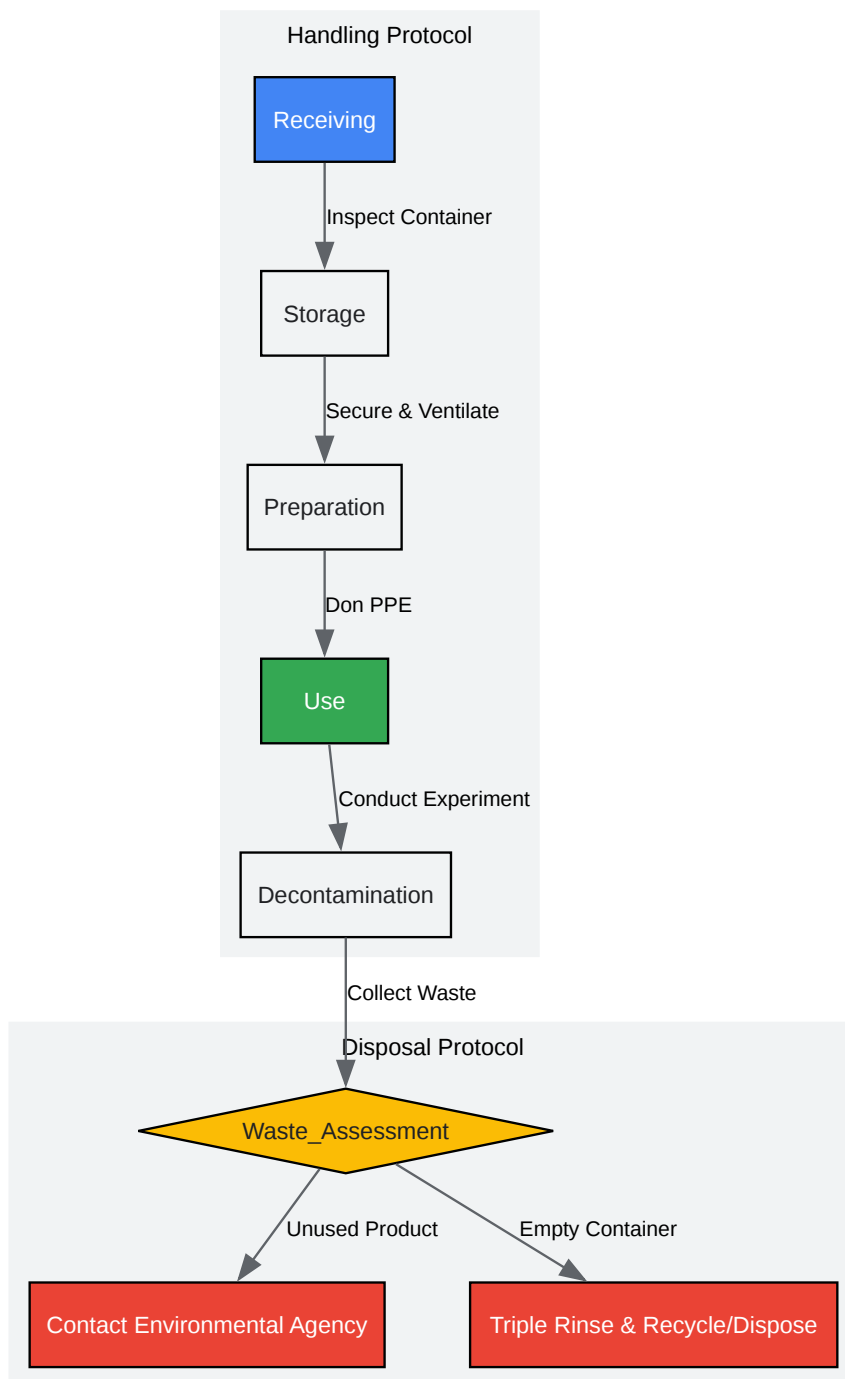 Handling Protocol
Receiving
Inspect Container
Storage
Secure & Ventilate
Preparation
Don PPE
Use
Conduct Experiment
Decontamination
Collect Waste
Disposal Protocol
Waste_Assessment
Unused Product
Empty Container
Contact Environmental Agency
Triple Rinse & Recycle/Dispose